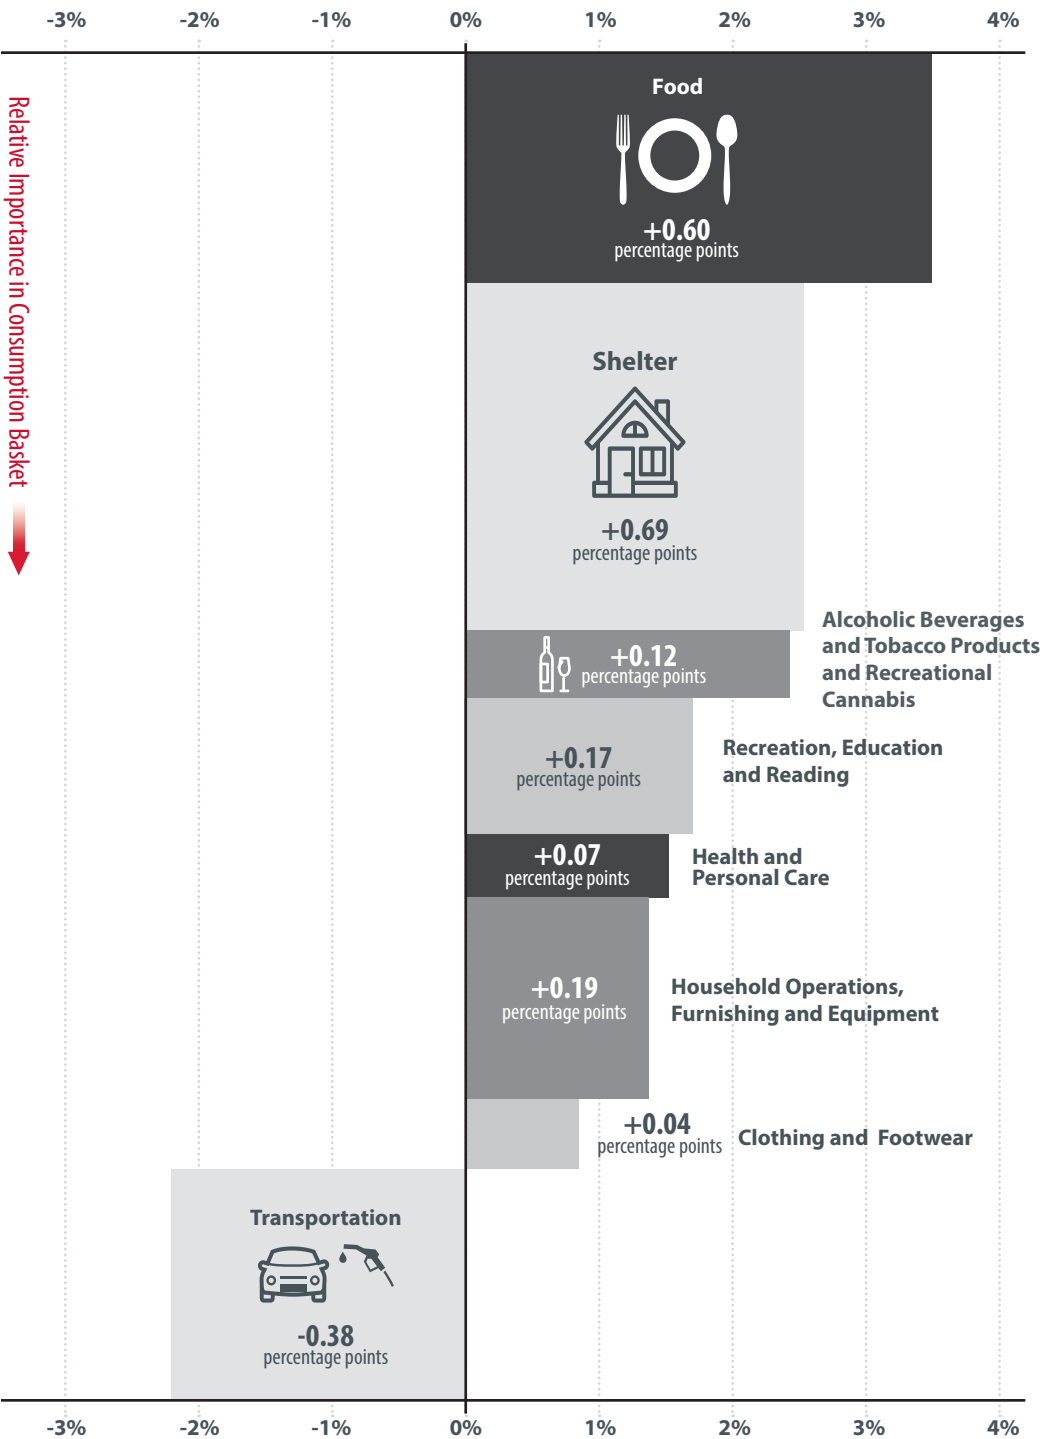 -3% -2% -1% 0% 1% 2% 3% 4%
Relative Importance in Consumption Basket
Food
+0.60
percentage points
Shelter
+0.69
percentage points
Alcoholic Beverages
and Tobacco Products
and Recreational
Cannabis
+0.12
percentage points
+0.17
percentage points
Recreation, Education
and Reading
+0.07
percentage points
Health and
Personal Care
+0.19
percentage points
Household Operations,
Furnishing and Equipment
+0.04
percentage points
Clothing and Footwear
Transportation
-0.38
percentage points
-3% -2% -1% 0% 1% 2% 3% 4%